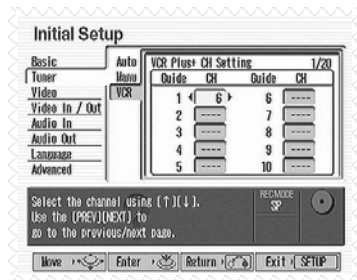 Initial Setup
Basic
Tuner
Video
Video In / Out
Audio In
Audio Out
Language
Advanced
Auto
Manu
VCR
VCR Plus+ CH Setting 1/20
Guide CH Guide CH
1 6 6 ----
2 ---- 7 ----
3 ---- 8 ----
4 ---- 9 ----
5 ---- 10 ----
Select the channel using [↑][↓].
Use the [PREV][NEXT] to
go to the previous/next page.
REC MODE
SP
Move Enter Return Exit SETUP